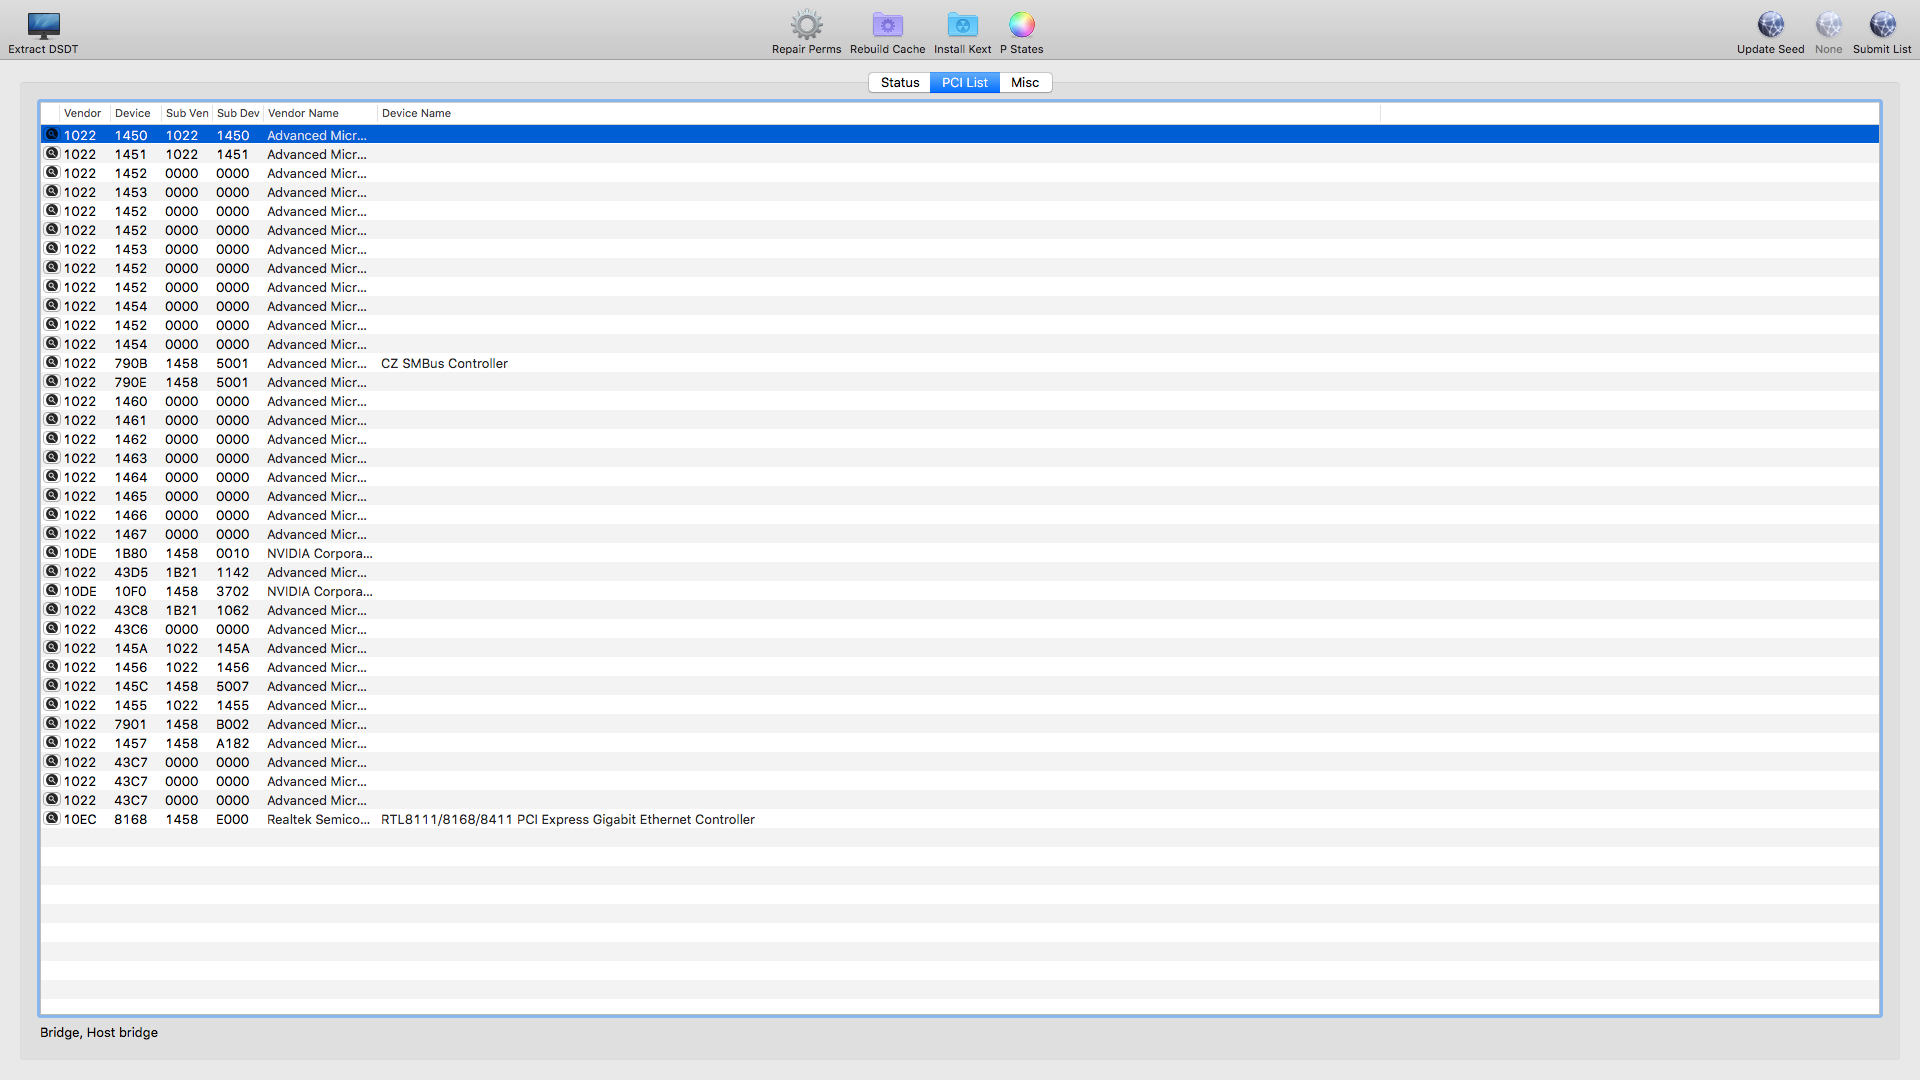 Extract DSDT
Repair Perms Rebuild Cache Install Kext P States
Update Seed None Submit List
Status PCI List Misc
Vendor Device Sub Ven Sub Dev Vendor Name Device Name
1022 1450 1022 1450 Advanced Micr...
1022 1451 1022 1451 Advanced Micr...
1022 1452 0000 0000 Advanced Micr...
1022 1453 0000 0000 Advanced Micr...
1022 1452 0000 0000 Advanced Micr...
1022 1452 0000 0000 Advanced Micr...
1022 1453 0000 0000 Advanced Micr...
1022 1452 0000 0000 Advanced Micr...
1022 1452 0000 0000 Advanced Micr...
1022 1454 0000 0000 Advanced Micr...
1022 1452 0000 0000 Advanced Micr...
1022 1454 0000 0000 Advanced Micr...
1022 790B 1458 5001 Advanced Micr... CZ SMBus Controller
1022 790E 1458 5001 Advanced Micr...
1022 1460 0000 0000 Advanced Micr...
1022 1461 0000 0000 Advanced Micr...
1022 1462 0000 0000 Advanced Micr...
1022 1463 0000 0000 Advanced Micr...
1022 1464 0000 0000 Advanced Micr...
1022 1465 0000 0000 Advanced Micr...
1022 1466 0000 0000 Advanced Micr...
1022 1467 0000 0000 Advanced Micr...
10DE 1B80 1458 0010 NVIDIA Corpora...
1022 43D5 1B21 1142 Advanced Micr...
10DE 10F0 1458 3702 NVIDIA Corpora...
1022 43C8 1B21 1062 Advanced Micr...
1022 43C6 0000 0000 Advanced Micr...
1022 145A 1022 145A Advanced Micr...
1022 1456 1022 1456 Advanced Micr...
1022 145C 1458 5007 Advanced Micr...
1022 1455 1022 1455 Advanced Micr...
1022 7901 1458 B002 Advanced Micr...
1022 1457 1458 A182 Advanced Micr...
1022 43C7 0000 0000 Advanced Micr...
1022 43C7 0000 0000 Advanced Micr...
1022 43C7 0000 0000 Advanced Micr...
10EC 8168 1458 E000 Realtek Semico... RTL8111/8168/8411 PCI Express Gigabit Ethernet Controller
Bridge, Host bridge